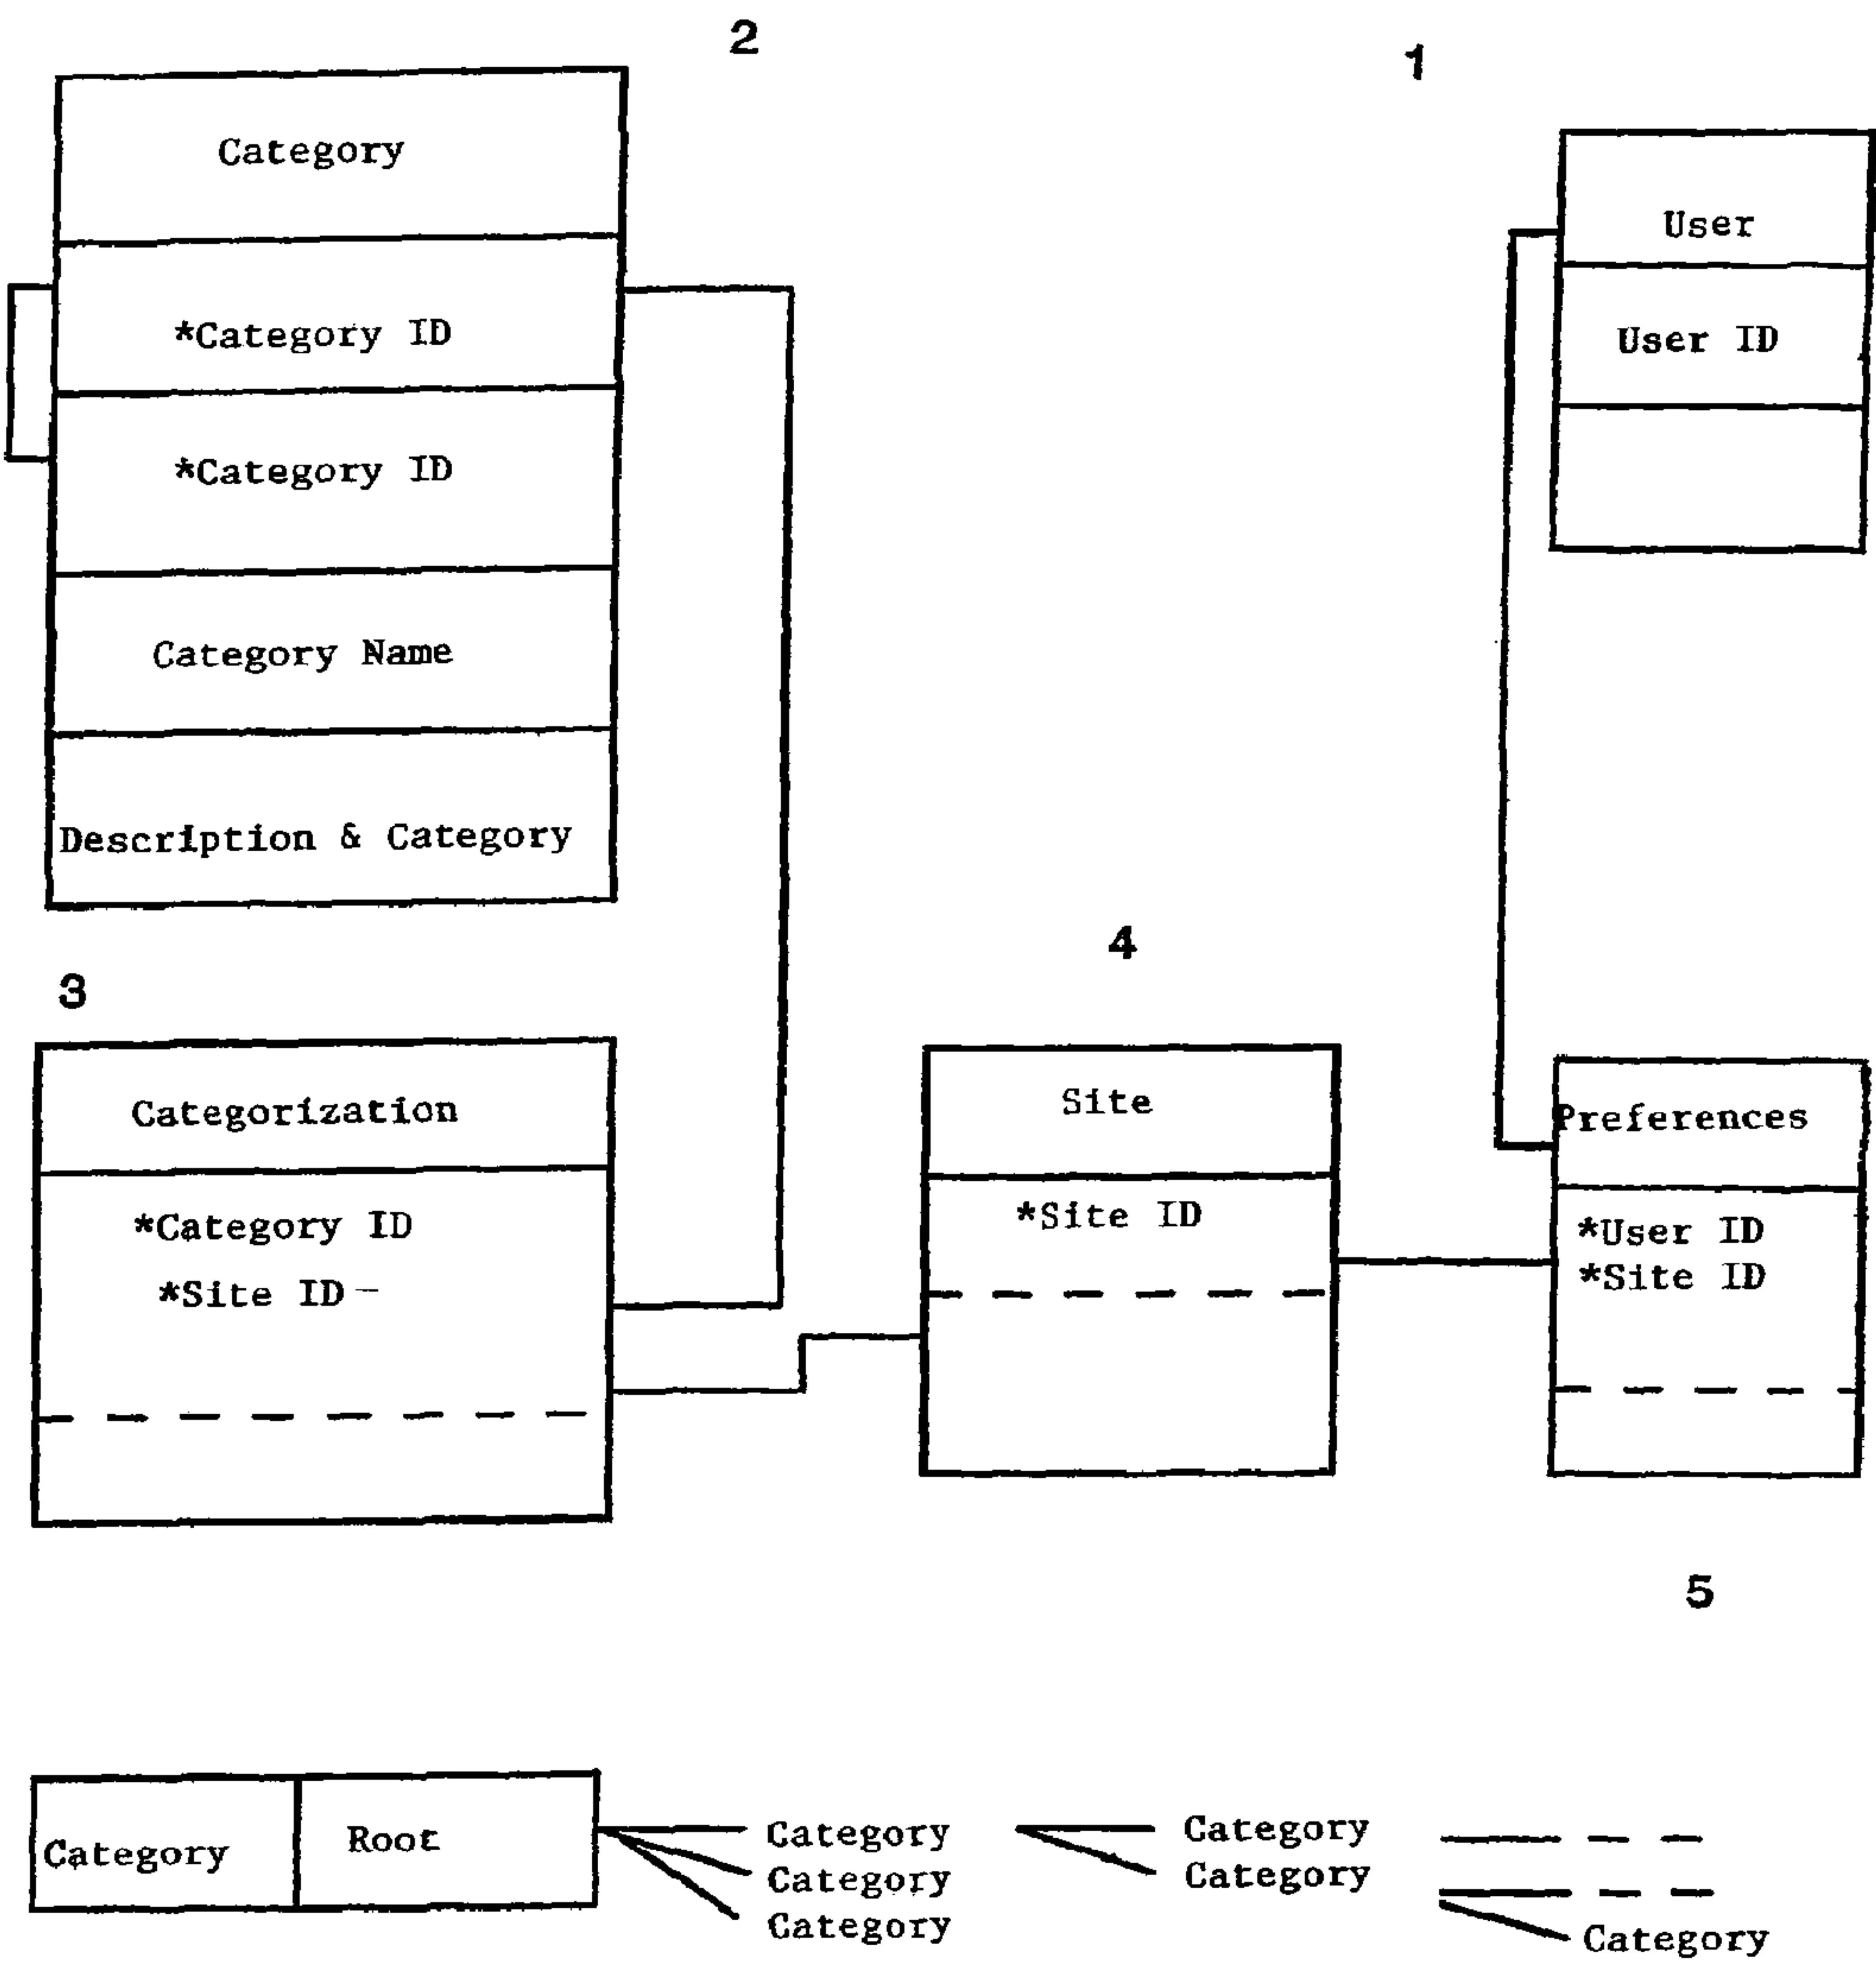 2
Category
*Category ID
*Category ID
Category Name
Description & Category
1
User
User ID
3
Categorization
*Category ID
*Site ID
4
Site
*Site ID
Preferences
*User ID
*Site ID
5
Category Root
Category
Category
Category
Category
Category
Category